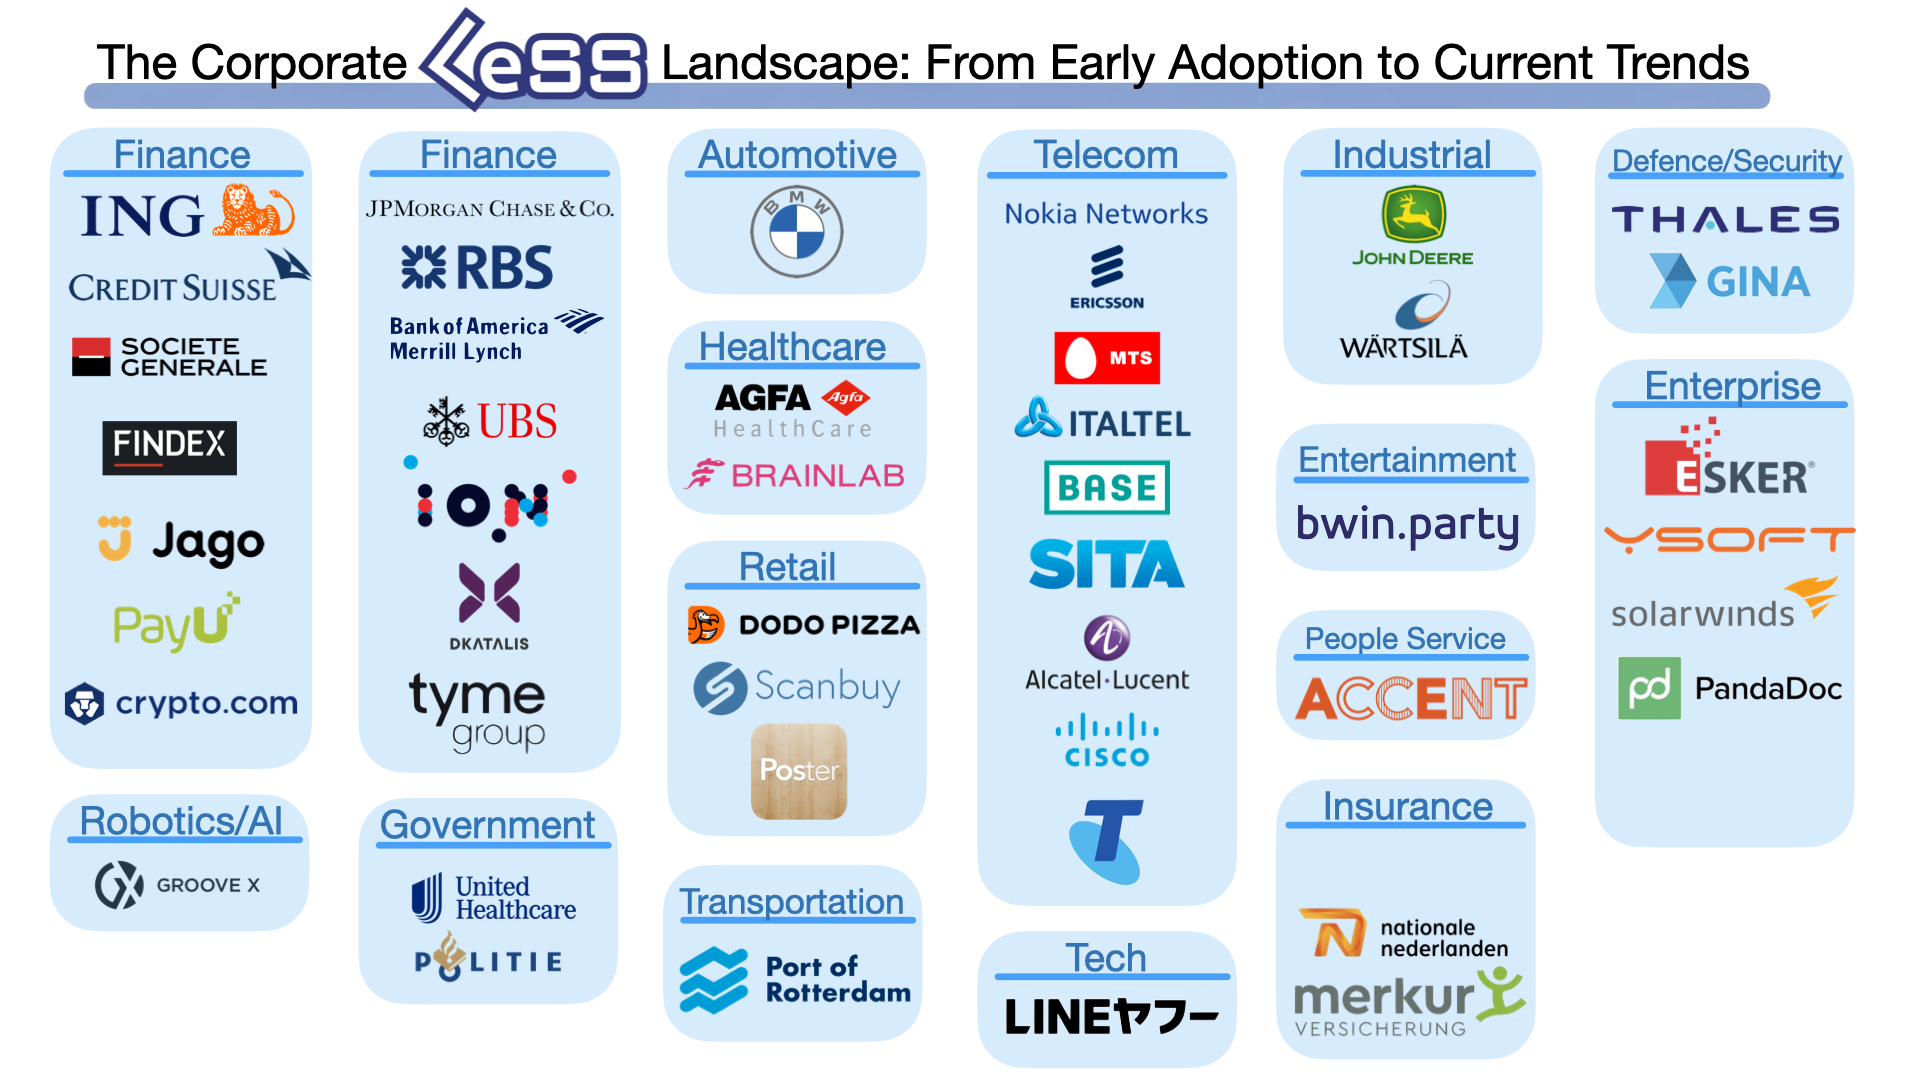 The Corporate LeSS Landscape: From Early Adoption to Current Trends
Finance
ING
CREDIT SUISSE
SOCIETE
GENERALE
FINDEX
Jago
PayU
crypto.com
Robotics/AI
GROOVE X
Finance
JPMORGAN CHASE & CO.
RBS
Bank of America
Merrill Lynch
UBS
ION
DKATALIS
tyme
group
Government
United
Healthcare
POLITIE
Automotive
BMW
Healthcare
AGFA Agfa
HealthCare
BRAINLAB
Retail
DODO PIZZA
Scanbuy
Poster
Transportation
Port of
Rotterdam
Telecom
Nokia Networks
ERICSSON
MTS
ITALTEL
BASE
SITA
Alcatel·Lucent
CISCO
T
Tech
LINEヤフー
Industrial
JOHN DEERE
WÄRTSILÄ
Entertainment
bwin.party
People Service
ACCENT
Insurance
nationale
nederlanden
merkur
VERSICHERUNG
Defence/Security
THALES
GINA
Enterprise
ESKER®
YSOFT
solarwinds
pd PandaDoc